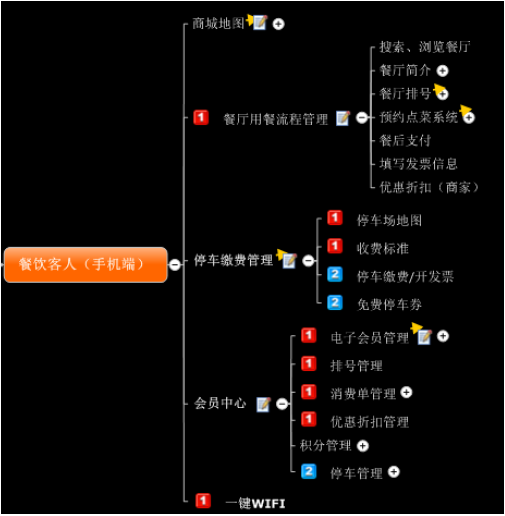 商城地图
搜索、浏览餐厅
餐厅简介
餐厅排号
1 餐厅用餐流程管理
预约点菜系统
餐后支付
填写发票信息
优惠折扣（商家）
餐饮客人（手机端）
停车缴费管理
1 停车场地图
1 收费标准
2 停车缴费/开发票
2 免费停车券
会员中心
1 电子会员管理
1 排号管理
1 消费单管理
1 优惠折扣管理
积分管理
2 停车管理
1 一键WIFI